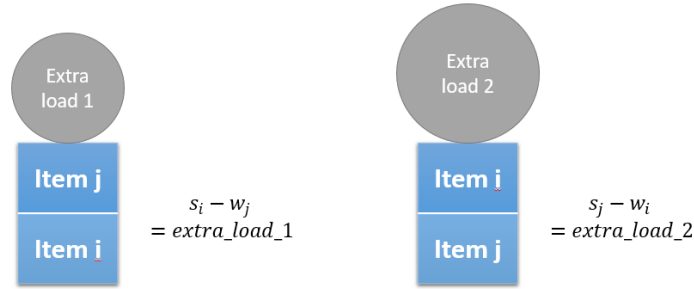 Extra
load 1
Item j
Item i
s_i − w_j
= extra_load_1
Extra
load 2
Item i
Item j
s_j − w_i
= extra_load_2